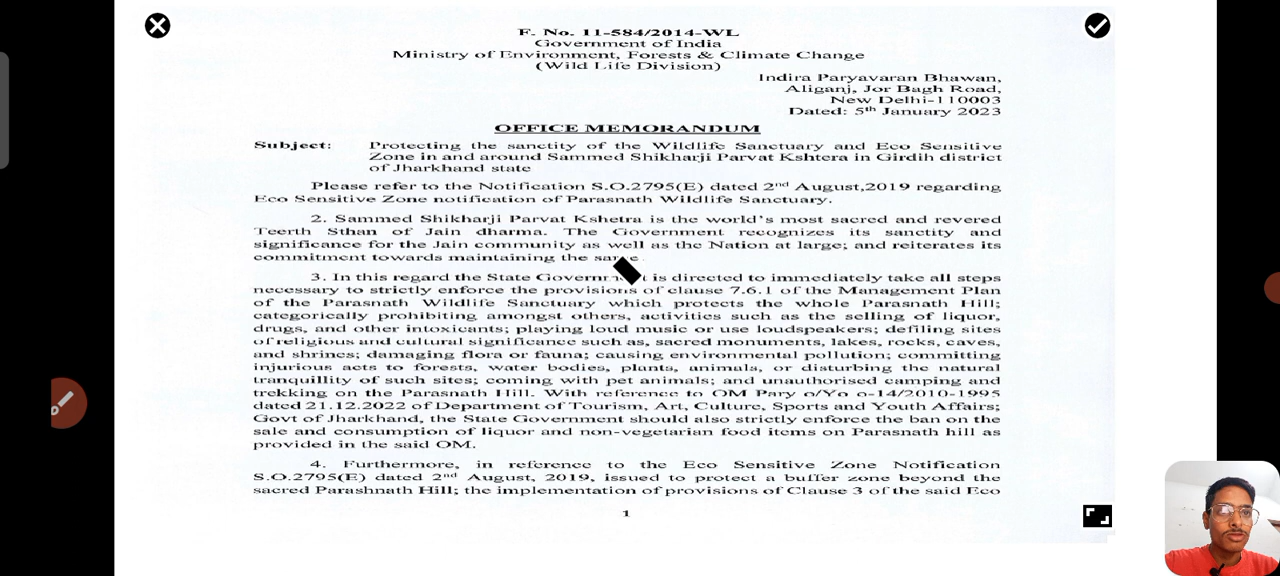 F. No. 11-584/2014-WL
Government of India
Ministry of Environment, Forests & Climate Change
(Wild Life Division)
Indira Paryavaran Bhawan,
Aliganj, Jor Bagh Road,
New Delhi-110003
Dated: 5th January 2023
OFFICE MEMORANDUM
Subject: Protecting the sanctity of the Wildlife Sanctuary and Eco Sensitive
Zone in and around Sammed Shikharji Parvat Kshtera in Girdih district
of Jharkhand state
Please refer to the Notification S.O.2795(E) dated 2nd August,2019 regarding
Eco Sensitive Zone notification of Parasnath Wildlife Sanctuary.
2. Sammed Shikharji Parvat Kshetra is the world's most sacred and revered
Teerth Sthan of Jain dharma. The Government recognizes its sanctity and
significance for the Jain community as well as the Nation at large; and reiterates its
commitment towards maintaining the same.
3. In this regard the State Government is directed to immediately take all steps
necessary to strictly enforce the provisions of clause 7.6.1 of the Management Plan
of the Parasnath Wildlife Sanctuary which protects the whole Parasnath Hill;
categorically prohibiting amongst others, activities such as the selling of liquor,
drugs, and other intoxicants; playing loud music or use loudspeakers; defiling sites
of religious and cultural significance such as, sacred monuments, lakes, rocks, caves,
and shrines; damaging flora or fauna; causing environmental pollution; committing
injurious acts to forests, water bodies, plants, animals, or disturbing the natural
tranquillity of such sites; coming with pet animals; and unauthorised camping and
trekking on the Parasnath Hill. With reference to OM Pary o/Yo o-14/2010-1995
dated 21.12.2022 of Department of Tourism, Art, Culture, Sports and Youth Affairs;
Govt of Jharkhand, the State Government should also strictly enforce the ban on the
sale and consumption of liquor and non-vegetarian food items on Parasnath hill as
provided in the said OM.
4. Furthermore, in reference to the Eco Sensitive Zone Notification
S.O.2795(E) dated 2nd August, 2019, issued to protect a buffer zone beyond the
sacred Parashnath Hill; the implementation of provisions of Clause 3 of the said Eco
1